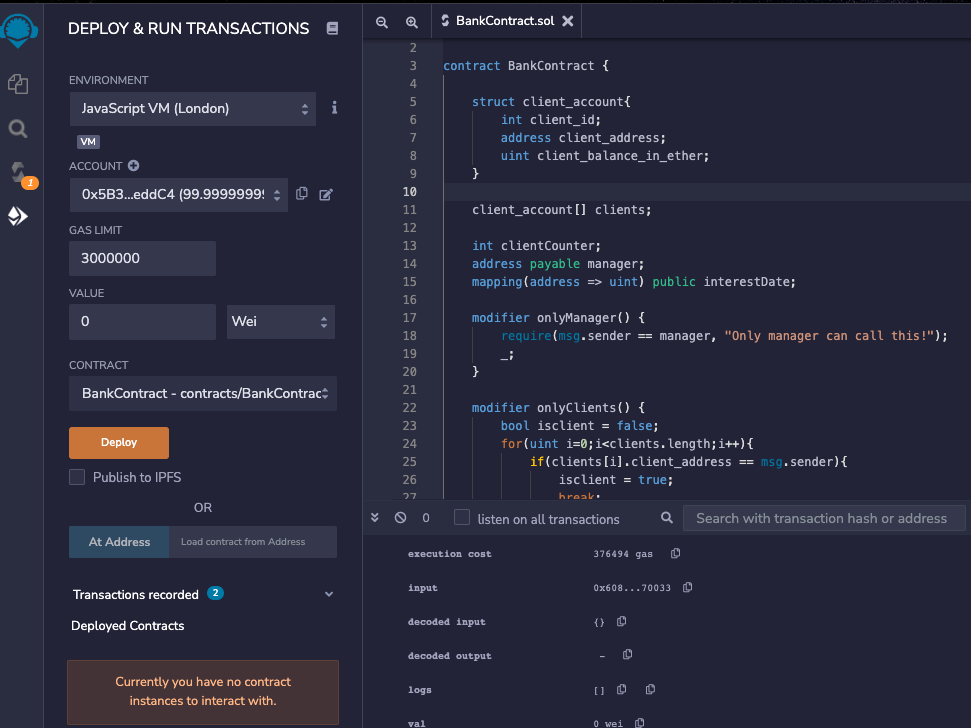 DEPLOY & RUN TRANSACTIONS
ENVIRONMENT
JavaScript VM (London)
VM
ACCOUNT
0x5B3...eddC4 (99.9999999
GAS LIMIT
3000000
VALUE
0
Wei
CONTRACT
BankContract - contracts/BankContrac
Deploy
Publish to IPFS
OR
At Address
Load contract from Address
Transactions recorded 2
Deployed Contracts
Currently you have no contract
instances to interact with.
1
BankContract.sol
2
3 contract BankContract {
4
5 struct client_account{
6 int client_id;
7 address client_address;
8 uint client_balance_in_ether;
9 }
10
11 client_account[] clients;
12
13 int clientCounter;
14 address payable manager;
15 mapping(address => uint) public interestDate;
16
17 modifier onlyManager() {
18 require(msg.sender == manager, "Only manager can call this!");
19 _;
20 }
21
22 modifier onlyClients() {
23 bool isclient = false;
24 for(uint i=0;i<clients.length;i++){
25 if(clients[i].client_address == msg.sender){
26 isclient = true;
27 break;
0
listen on all transactions
Search with transaction hash or address
execution cost 376494 gas
input 0x608...70033
decoded input {}
decoded output -
logs []
val 0 wei